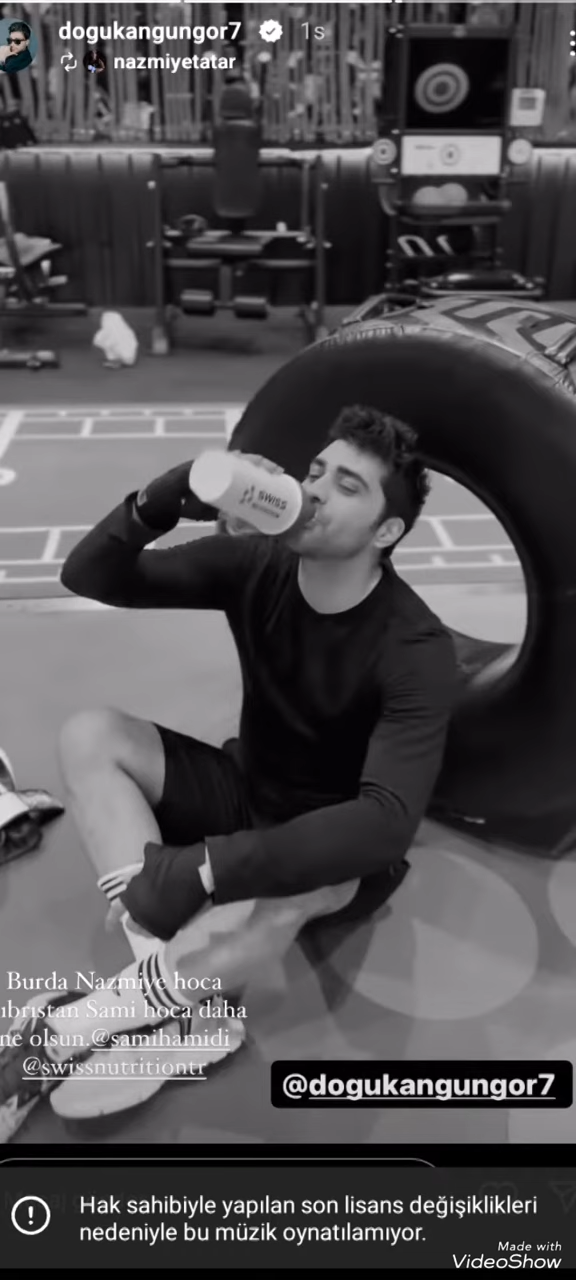 dogukangungor7 1s
nazmiyetatar
SWISS
Burda Nazmiye hoca
ıbrıstan Sami hoca daha
ne olsun.@samihamidi
@swissnutritiontr
@dogukangungor7
Hak sahibiyle yapılan son lisans değişiklikleri
nedeniyle bu müzik oynatılamıyor.
Made with
VideoShow